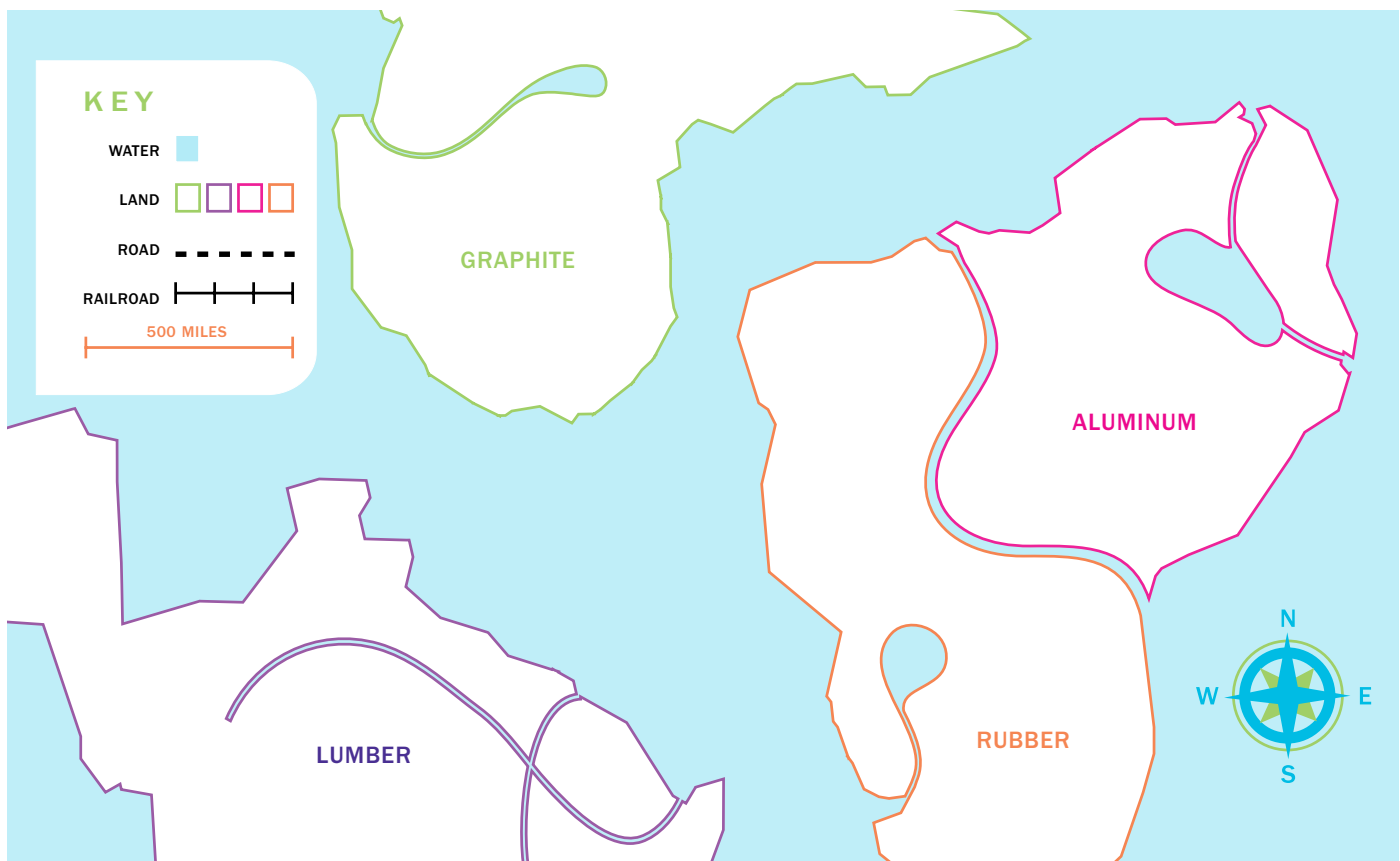 KEY
WATER
LAND
ROAD
RAILROAD
500 MILES
GRAPHITE
ALUMINUM
LUMBER
RUBBER
N
W E
S